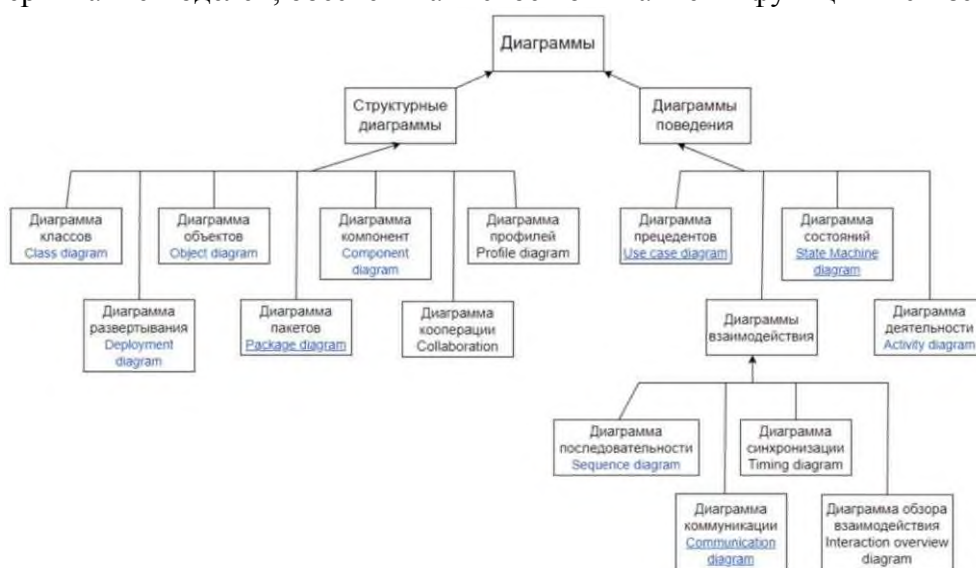 Диаграммы
Структурные
диаграммы
Диаграммы
поведения
Диаграмма
классов
Class diagram
Диаграмма
объектов
Object diagram
Диаграмма
компонент
Component
diagram
Диаграмма
профилей
Profile diagram
Диаграмма
прецедентов
Use case diagram
Диаграмма
состояний
State Machine
diagram
Диаграмма
развертывания
Deployment
diagram
Диаграмма
пакетов
Package diagram
Диаграмма
кооперации
Collaboration
Диаграммы
взаимодействия
Диаграмма
деятельности
Activity diagram
Диаграмма
последовательности
Sequence diagram
Диаграмма
синхронизации
Timing diagram
Диаграмма
коммуникации
Communication
diagram
Диаграмма обзора
взаимодействия
Interaction overview
diagram